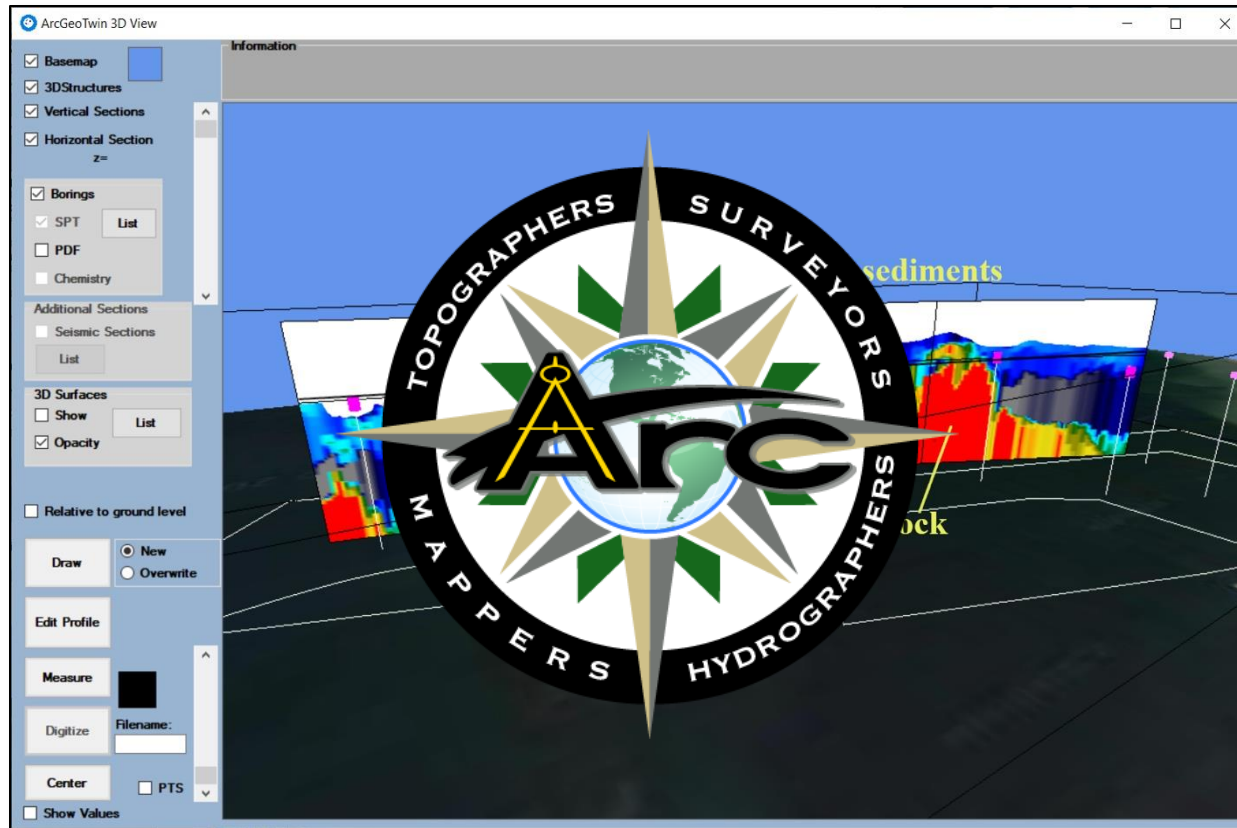 ArcGeoTwin 3D View
Information
Basemap
3DStructures
Vertical Sections
Horizontal Section
z=
Borings
SPT
List
PDF
Chemistry
Additional Sections
Seismic Sections
List
3D Surfaces
Show
List
Opacity
Relative to ground level
Draw
New
Overwrite
Edit Profile
Measure
Digitize
Filename:
Center
PTS
Show Values
TOPOGRAPHERS
SURVEYORS
sediments
Arc
ock
MAPPERS
HYDROGRAPHERS